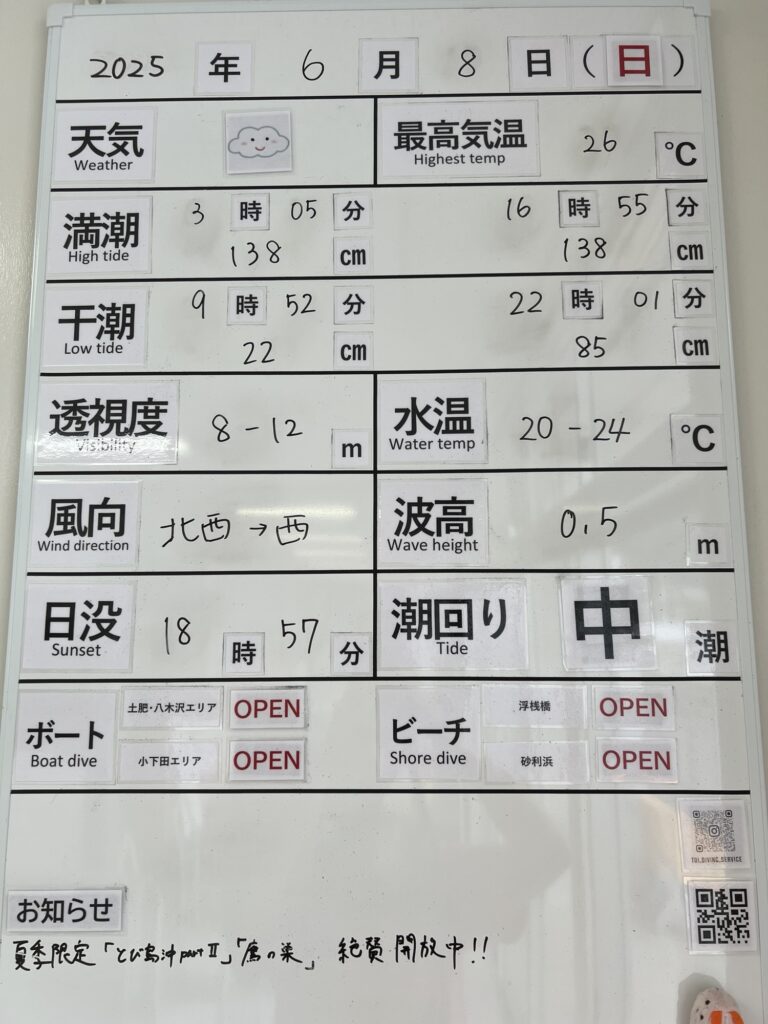 2025 年 6 月 8 日 (日)
天気 最高気温 26 ℃
Weather Highest temp
満潮 3 時 05 分 16 時 55 分
High tide 138 cm 138 cm
干潮 9 時 52 分 22 時 01 分
Low tide 22 cm 85 cm
透視度 8-12 m 水温 20-24 ℃
Visibility Water temp
風向 北西→西 波高 0.5 m
Wind direction Wave height
日没 18 時 57 分 潮回り 中 潮
Sunset Tide
ボート 土肥・八木沢エリア OPEN ビーチ 浮桟橋 OPEN
Boat dive 小下田エリア OPEN Shore dive 砂利浜 OPEN
TOI_DIVING_SERVICE
お知らせ
夏季限定「とび島沖partⅡ」「鷹の巣」 絶賛開放中!!